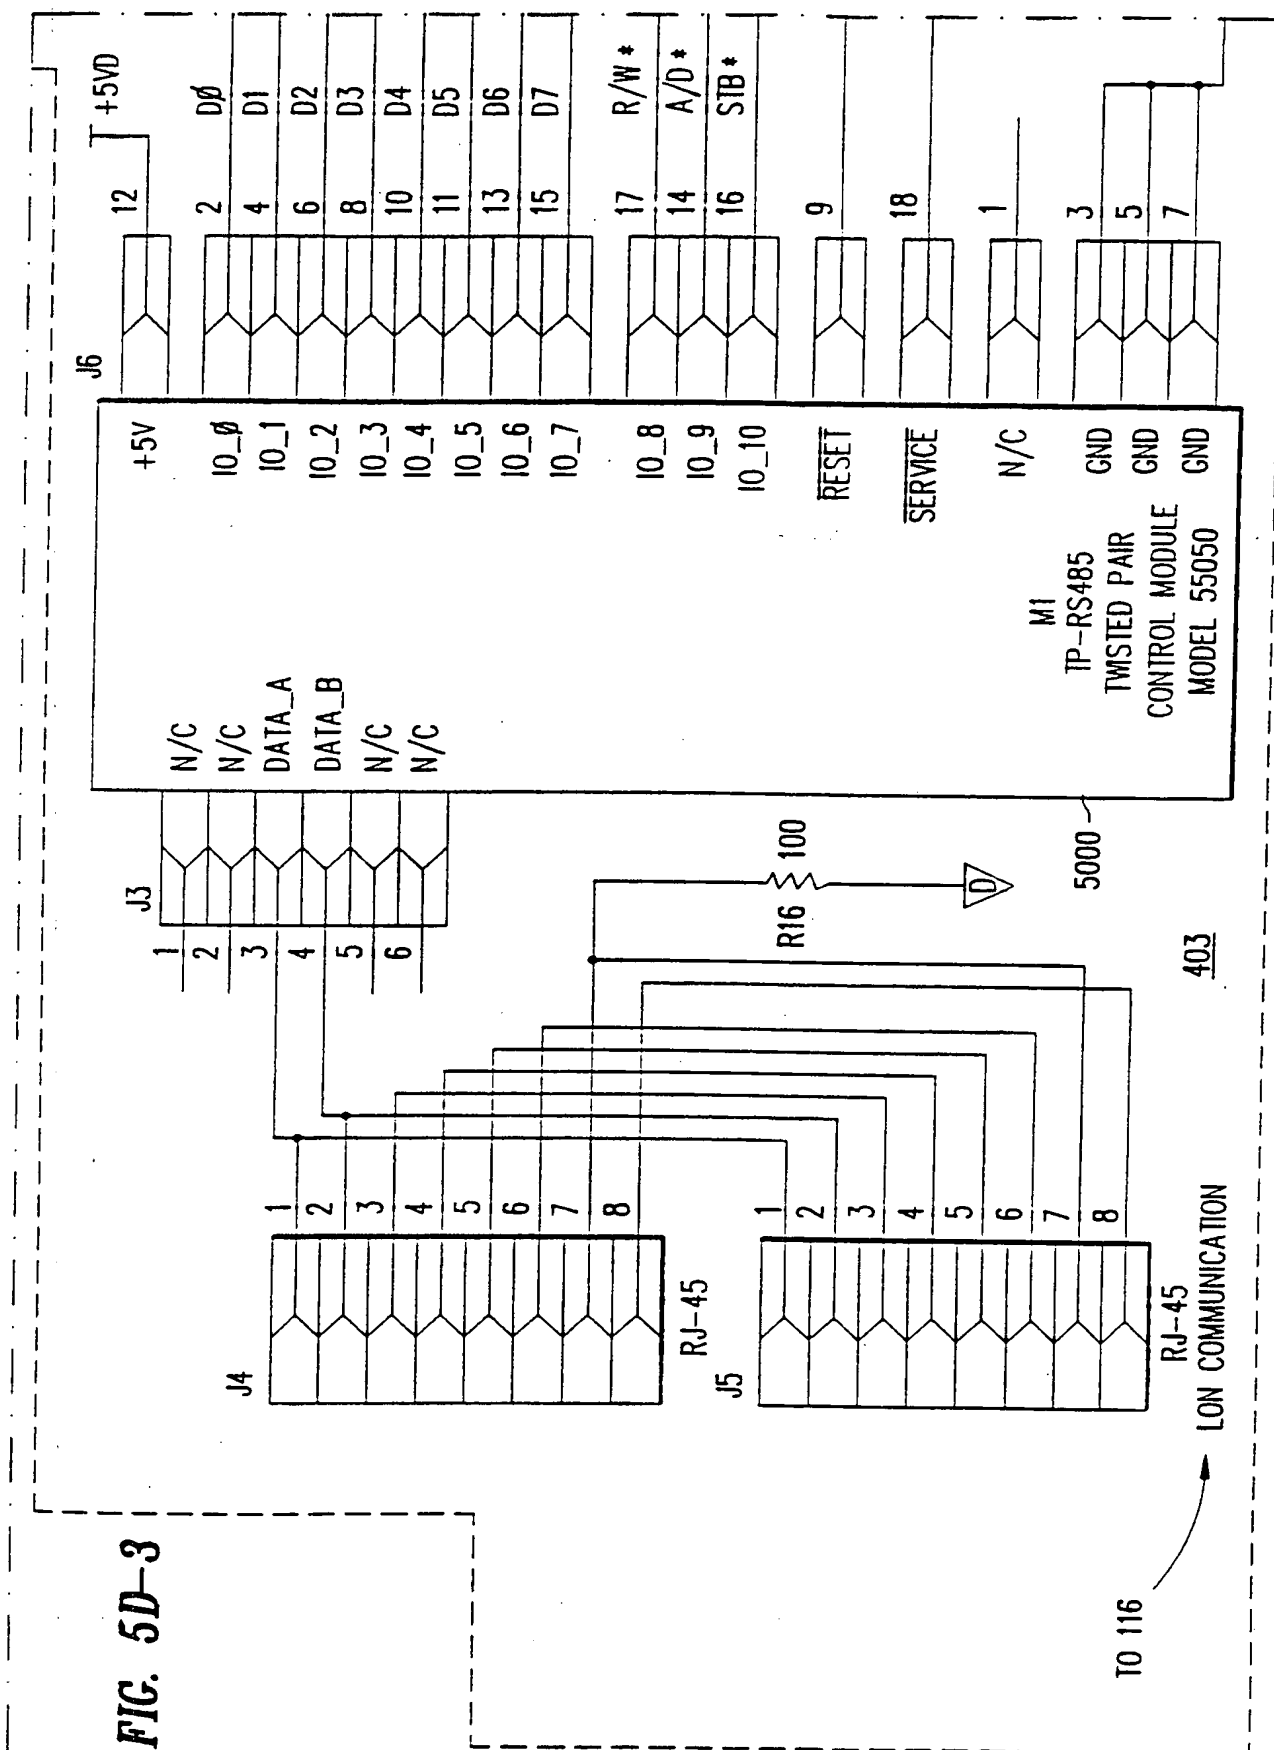 FIG. 5D-3
J6
+5V
12
+5VD
IO_Ø
2
DØ
IO_1
4
D1
IO_2
6
D2
IO_3
8
D3
IO_4
10
D4
IO_5
11
D5
IO_6
13
D6
IO_7
15
D7
IO_8
17
R/W*
IO_9
14
A/D*
IO_10
16
STB*
RESET
9
SERVICE
18
N/C
1
GND
3
GND
5
GND
7
M1
TP-RS485
TWISTED PAIR
CONTROL MODULE
MODEL 55050
J3
1
N/C
2
N/C
3
DATA_A
4
DATA_B
5
N/C
6
N/C
R16
100
D
5000
403
J4
1
2
3
4
5
6
7
8
RJ-45
J5
1
2
3
4
5
6
7
8
RJ-45
LON COMMUNICATION
TO 116